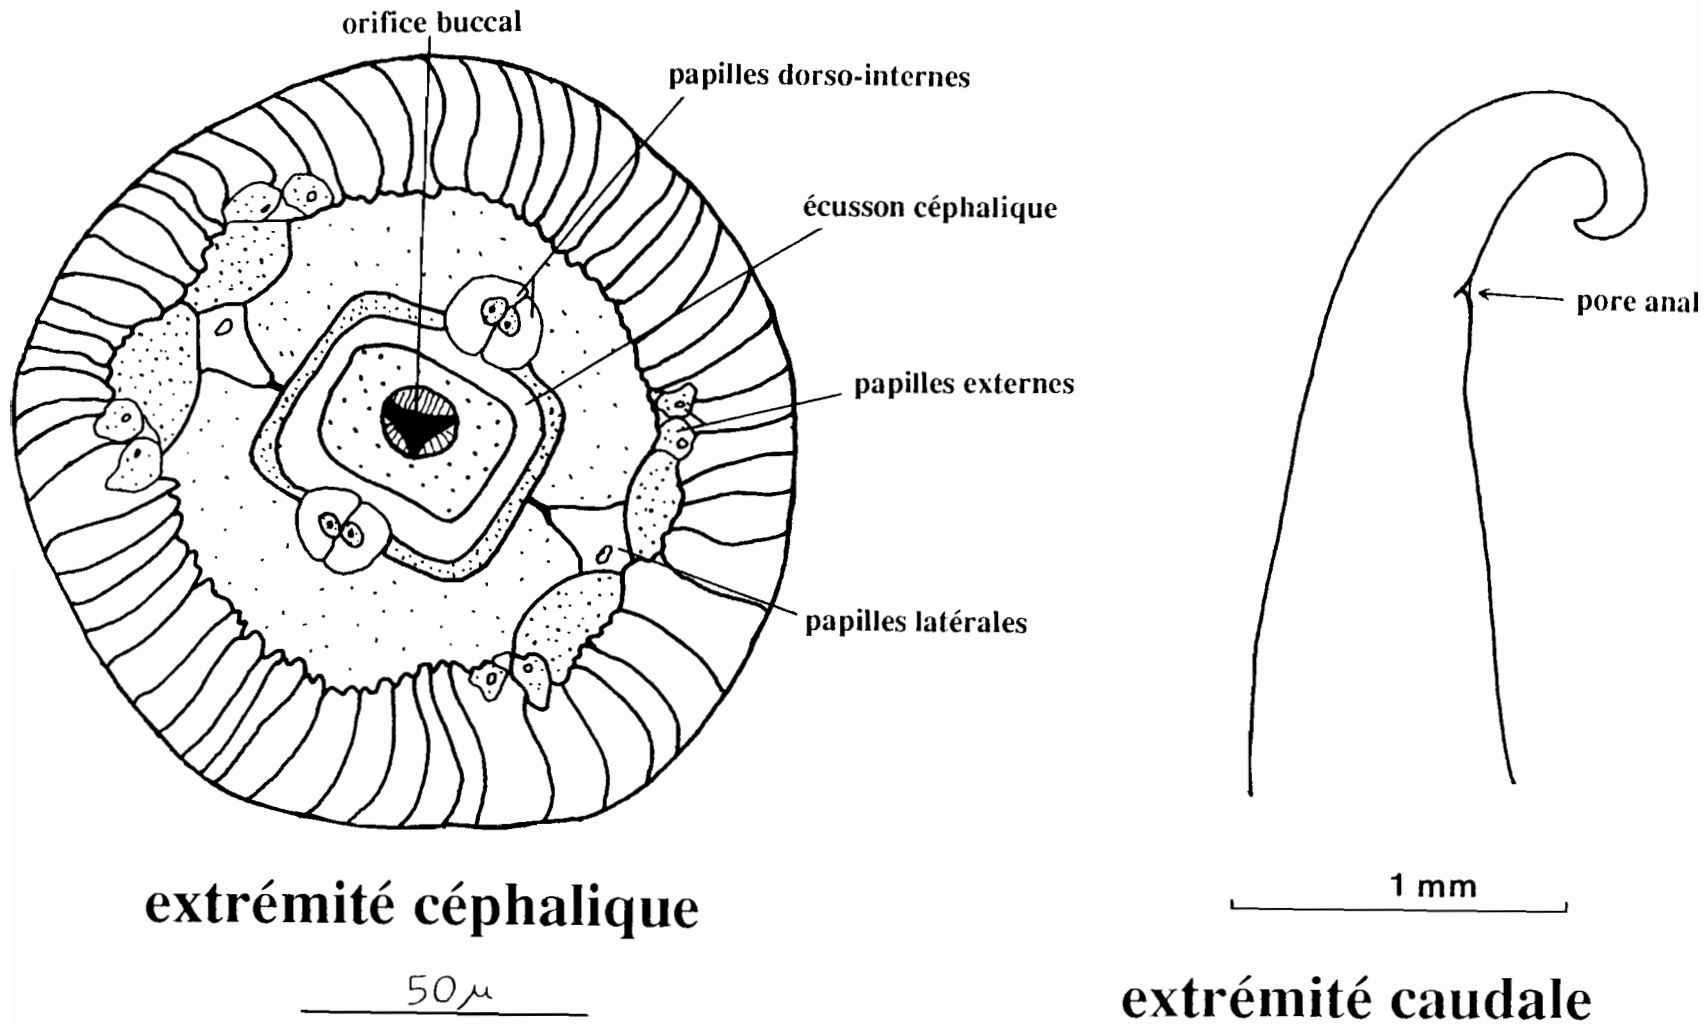 orifice buccal
papilles dorso-internes
écusson céphalique
pore anal
papilles externes
papilles latérales
1 mm
extrémité céphalique
50 µ
extrémité caudale